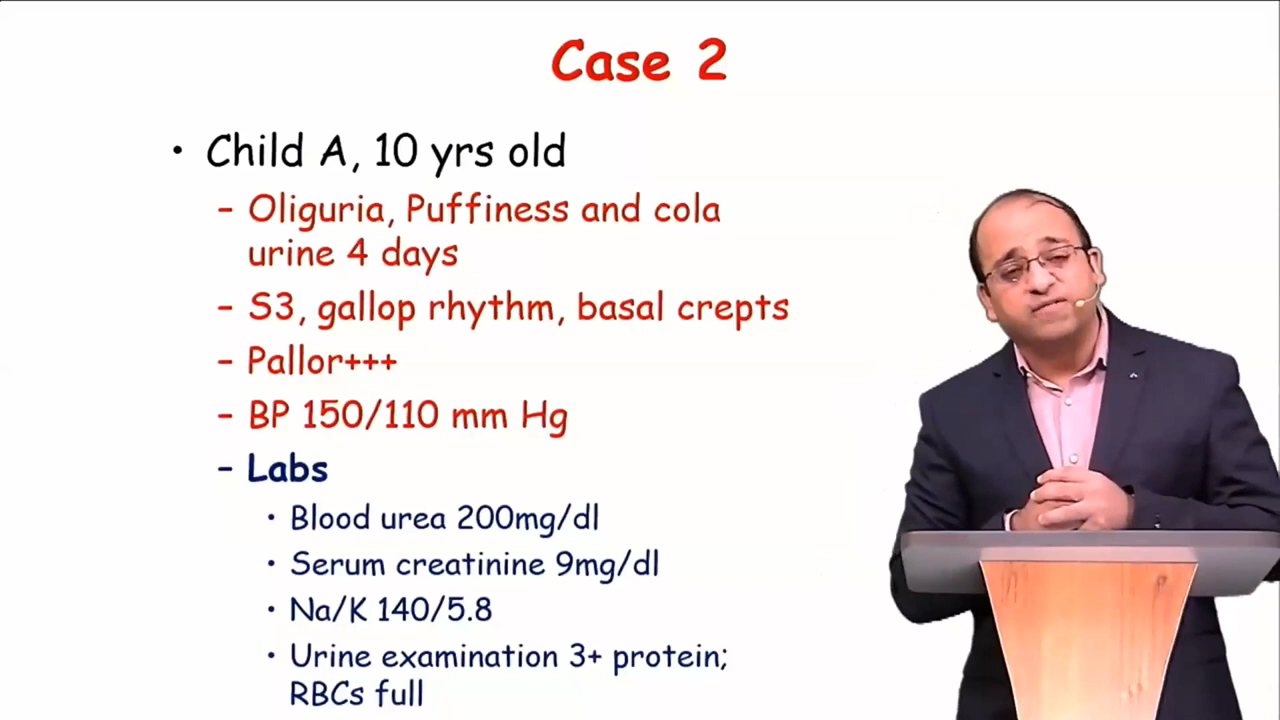 Case 2
• Child A, 10 yrs old
– Oliguria, Puffiness and cola
urine 4 days
– S3, gallop rhythm, basal crepts
– Pallor+++
– BP 150/110 mm Hg
– Labs
• Blood urea 200mg/dl
• Serum creatinine 9mg/dl
• Na/K 140/5.8
• Urine examination 3+ protein;
RBCs full